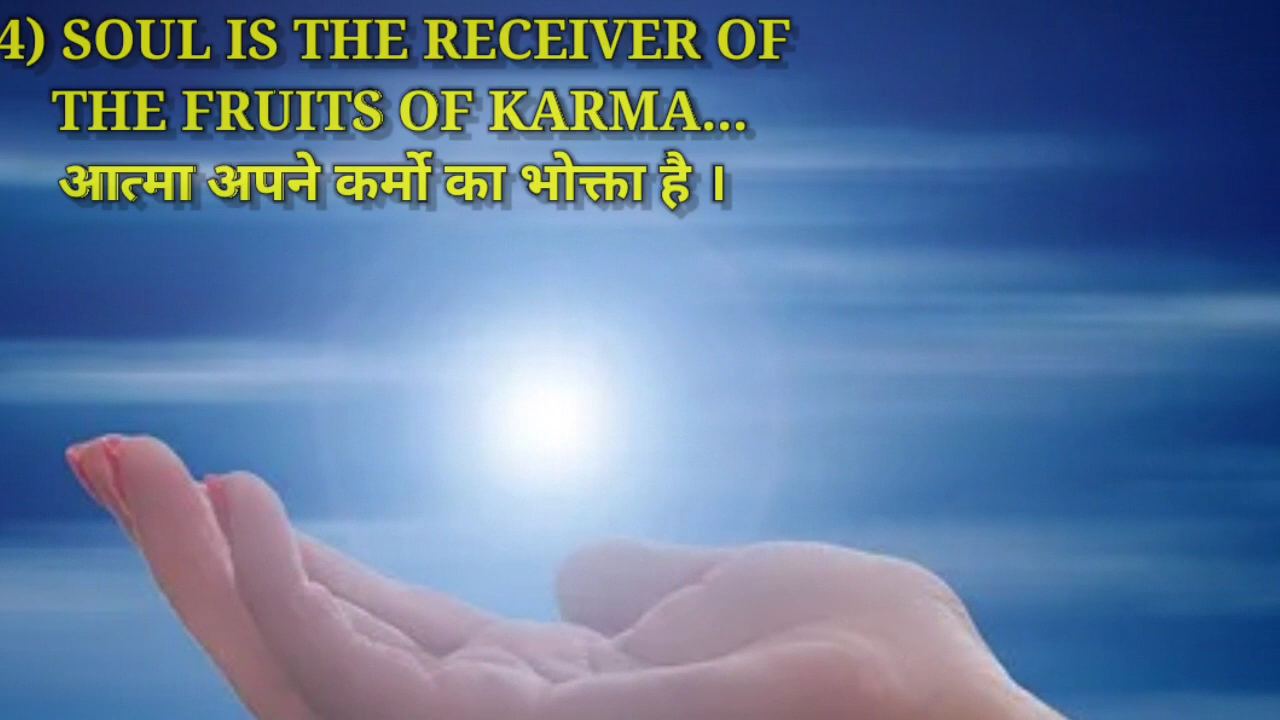 4) SOUL IS THE RECEIVER OF
THE FRUITS OF KARMA...
आत्मा अपने कर्मो का भोक्ता है ।